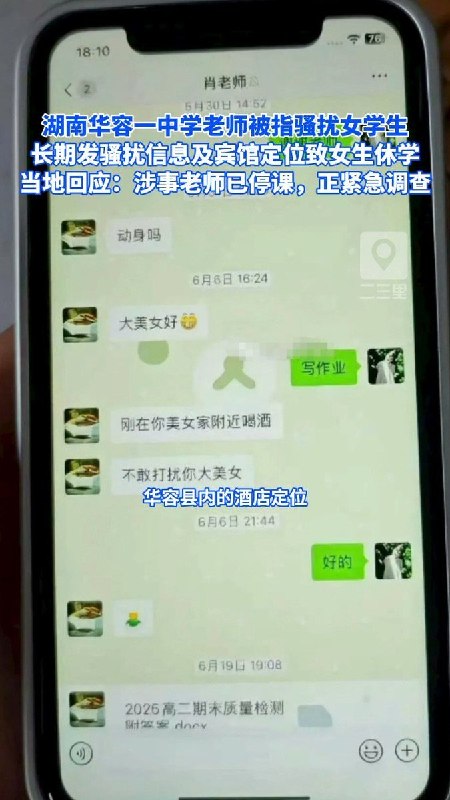 18:10
76
2
肖老师
5月30日 14:52
湖南华容一中学老师被指骚扰女学生
长期发骚扰信息及宾馆定位致女生休学
当地回应：涉事老师已停课，正紧急调查
动身吗
二三里
6月6日 16:24
大美女好
写作业
刚在你美女家附近喝酒
不敢打扰你大美女
华容县内的酒店定位
6月6日 21:44
好的
6月19日 19:08
2026高二期末质量检测
附答案.docx